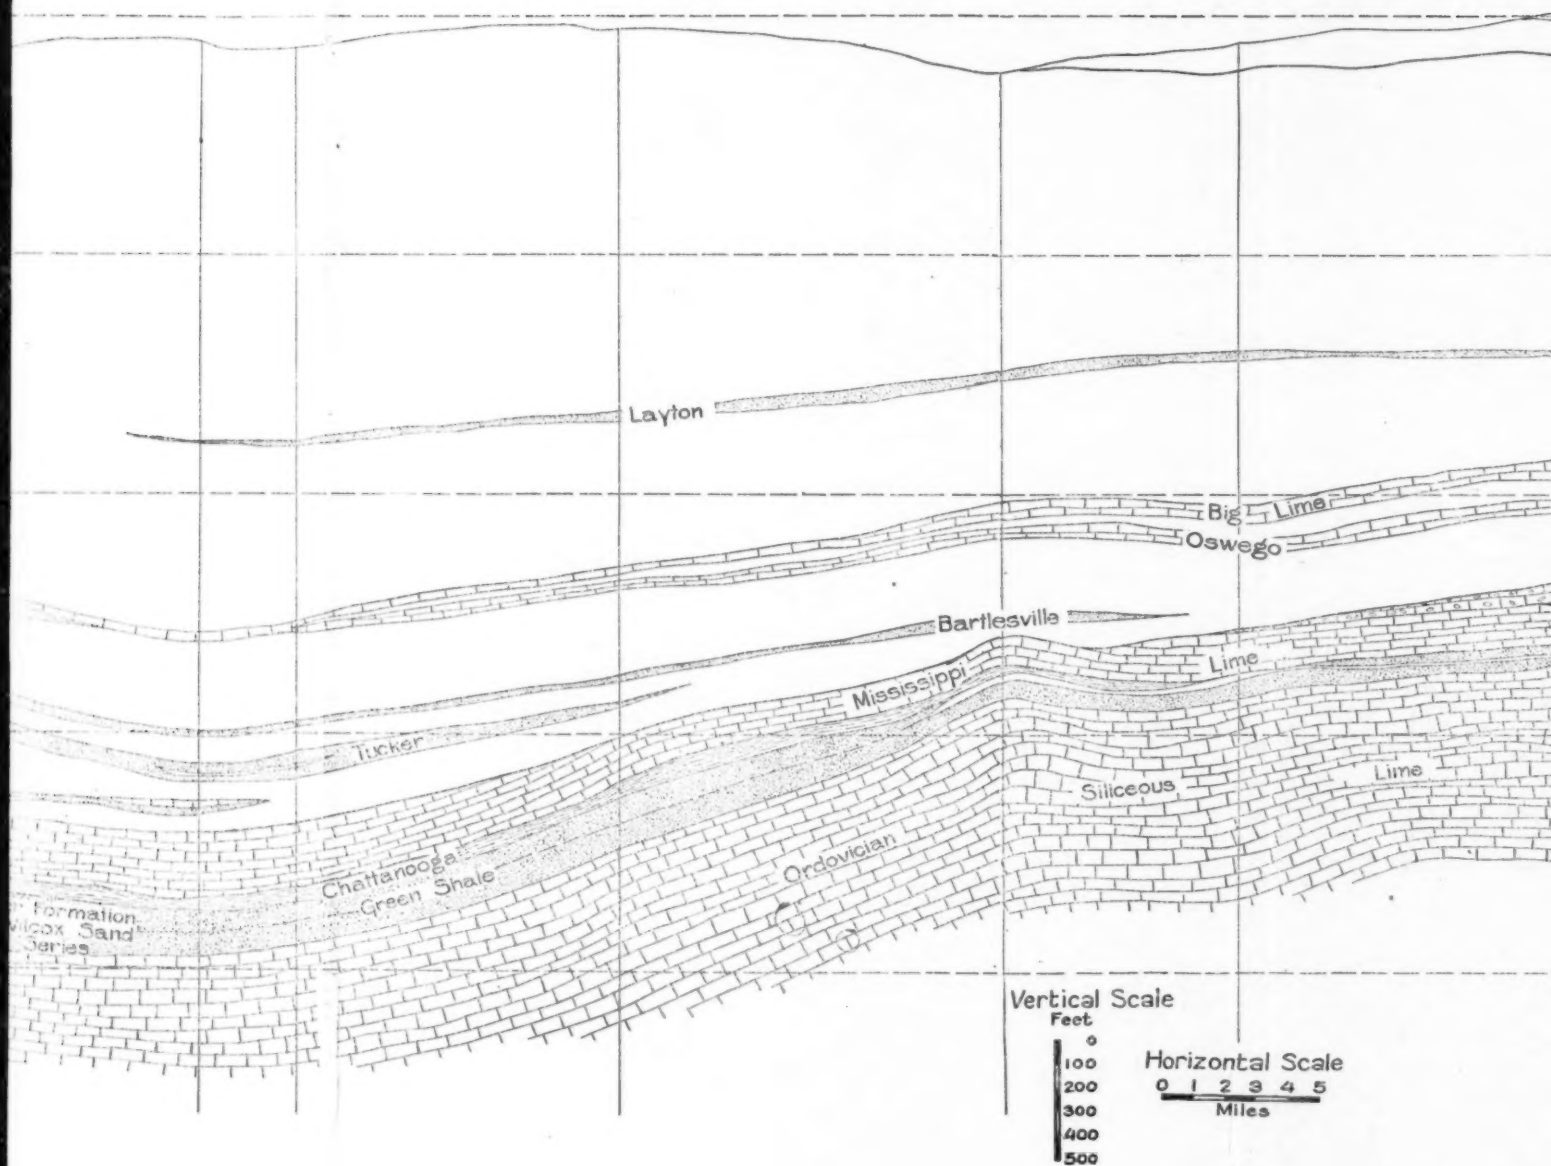 Layton
Big Lime
Oswego
Bartlesville
Mississippi Lime
Tucker
Chattanooga
Green Shale
Formation
Wilcox Sand
Series
Ordovician
Siliceous
Lime
Vertical Scale
Feet
0
100
200
300
400
500
Horizontal Scale
0 1 2 3 4 5
Miles